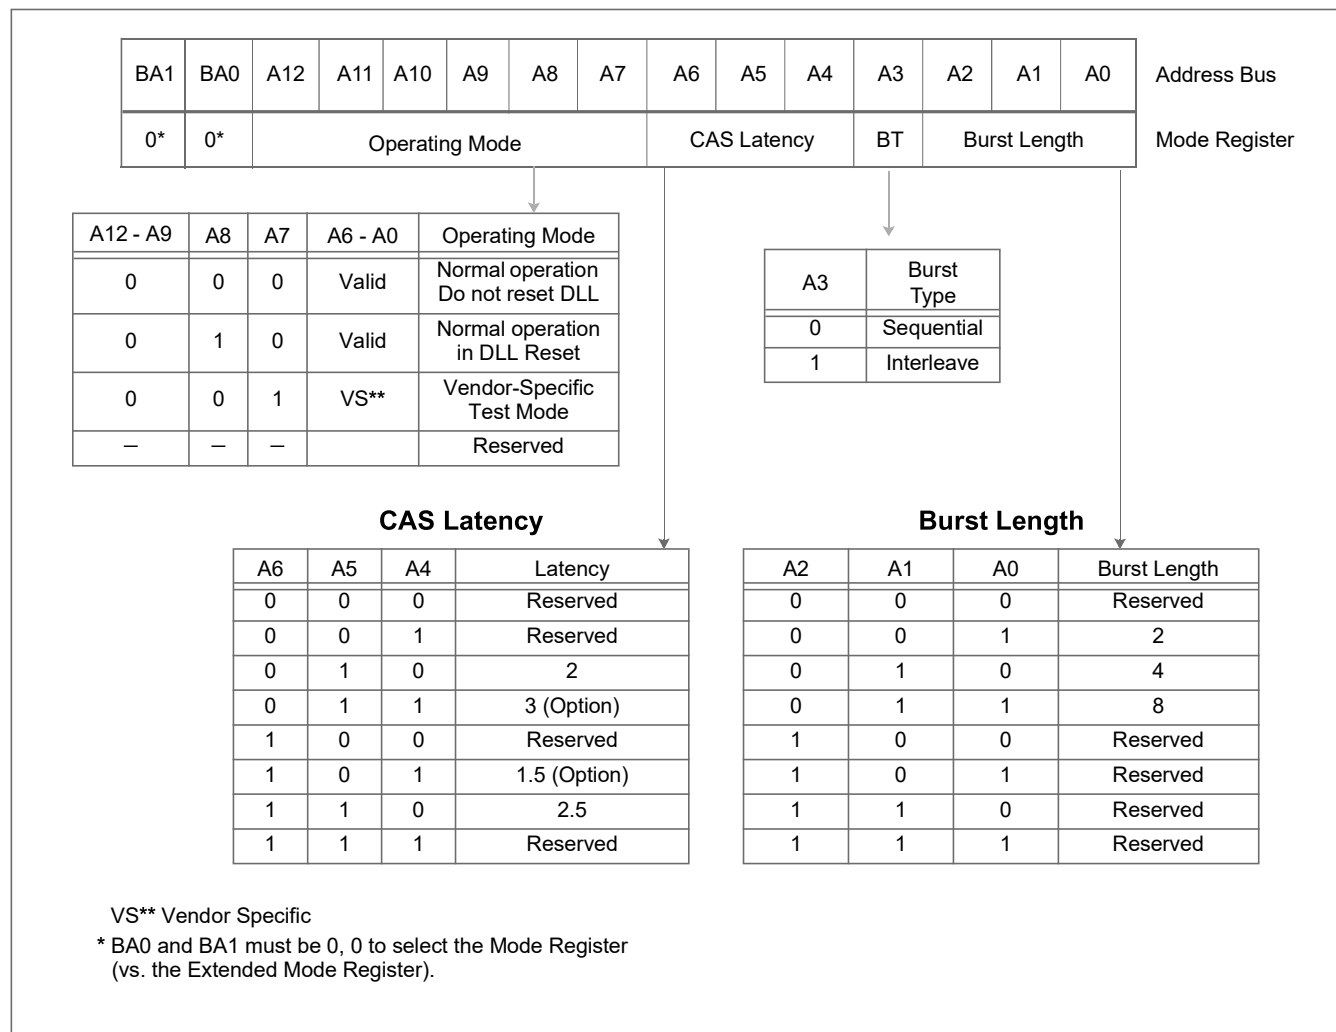 BA1 BA0 A12 A11 A10 A9 A8 A7 A6 A5 A4 A3 A2 A1 A0 Address Bus
0* 0* Operating Mode CAS Latency BT Burst Length Mode Register
A12 - A9 A8 A7 A6 - A0 Operating Mode
0 0 0 Valid Normal operation
Do not reset DLL
0 1 0 Valid Normal operation
in DLL Reset
0 0 1 VS** Vendor-Specific
Test Mode
– – – Reserved
A3 Burst
Type
0 Sequential
1 Interleave
CAS Latency
A6 A5 A4 Latency
0 0 0 Reserved
0 0 1 Reserved
0 1 0 2
0 1 1 3 (Option)
1 0 0 Reserved
1 0 1 1.5 (Option)
1 1 0 2.5
1 1 1 Reserved
Burst Length
A2 A1 A0 Burst Length
0 0 0 Reserved
0 0 1 2
0 1 0 4
0 1 1 8
1 0 0 Reserved
1 0 1 Reserved
1 1 0 Reserved
1 1 1 Reserved
VS** Vendor Specific
* BA0 and BA1 must be 0, 0 to select the Mode Register
(vs. the Extended Mode Register).